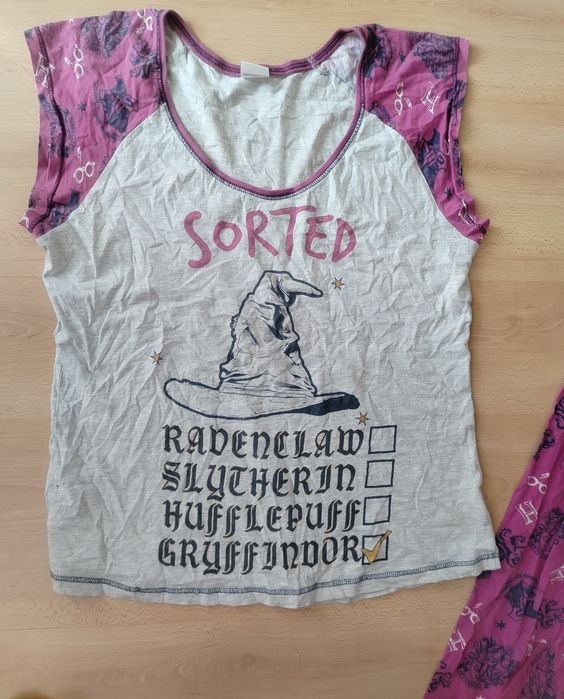 SORTED
RAVENCLAW
SLYTHERIN
HUFFLEPUFF
GRYFFINDOR